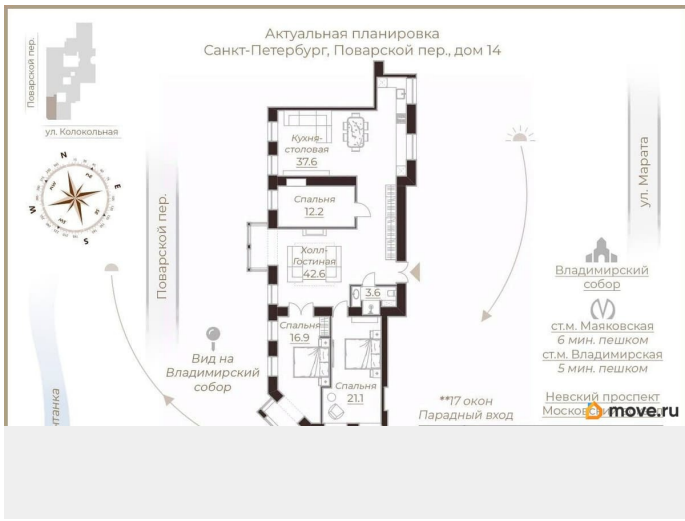 Актуальная планировка
Санкт-Петербург, Поварской пер., дом 14
Поварской пер.
ул. Колокольная
N
E
S
W
Поварской пер.
ул. Марата
Кухня-
столовая
37.6
Спальня
12.2
Холл-
Гостиная
42.6
3.6
Спальня
16.9
Спальня
21.1
Вид на
Владимирский
собор
Владимирский
собор
ст.м. Маяковская
6 мин. пешком
ст.м. Владимирская
5 мин. пешком
Невский проспект
**17 окон
Парадный вход
move.ru